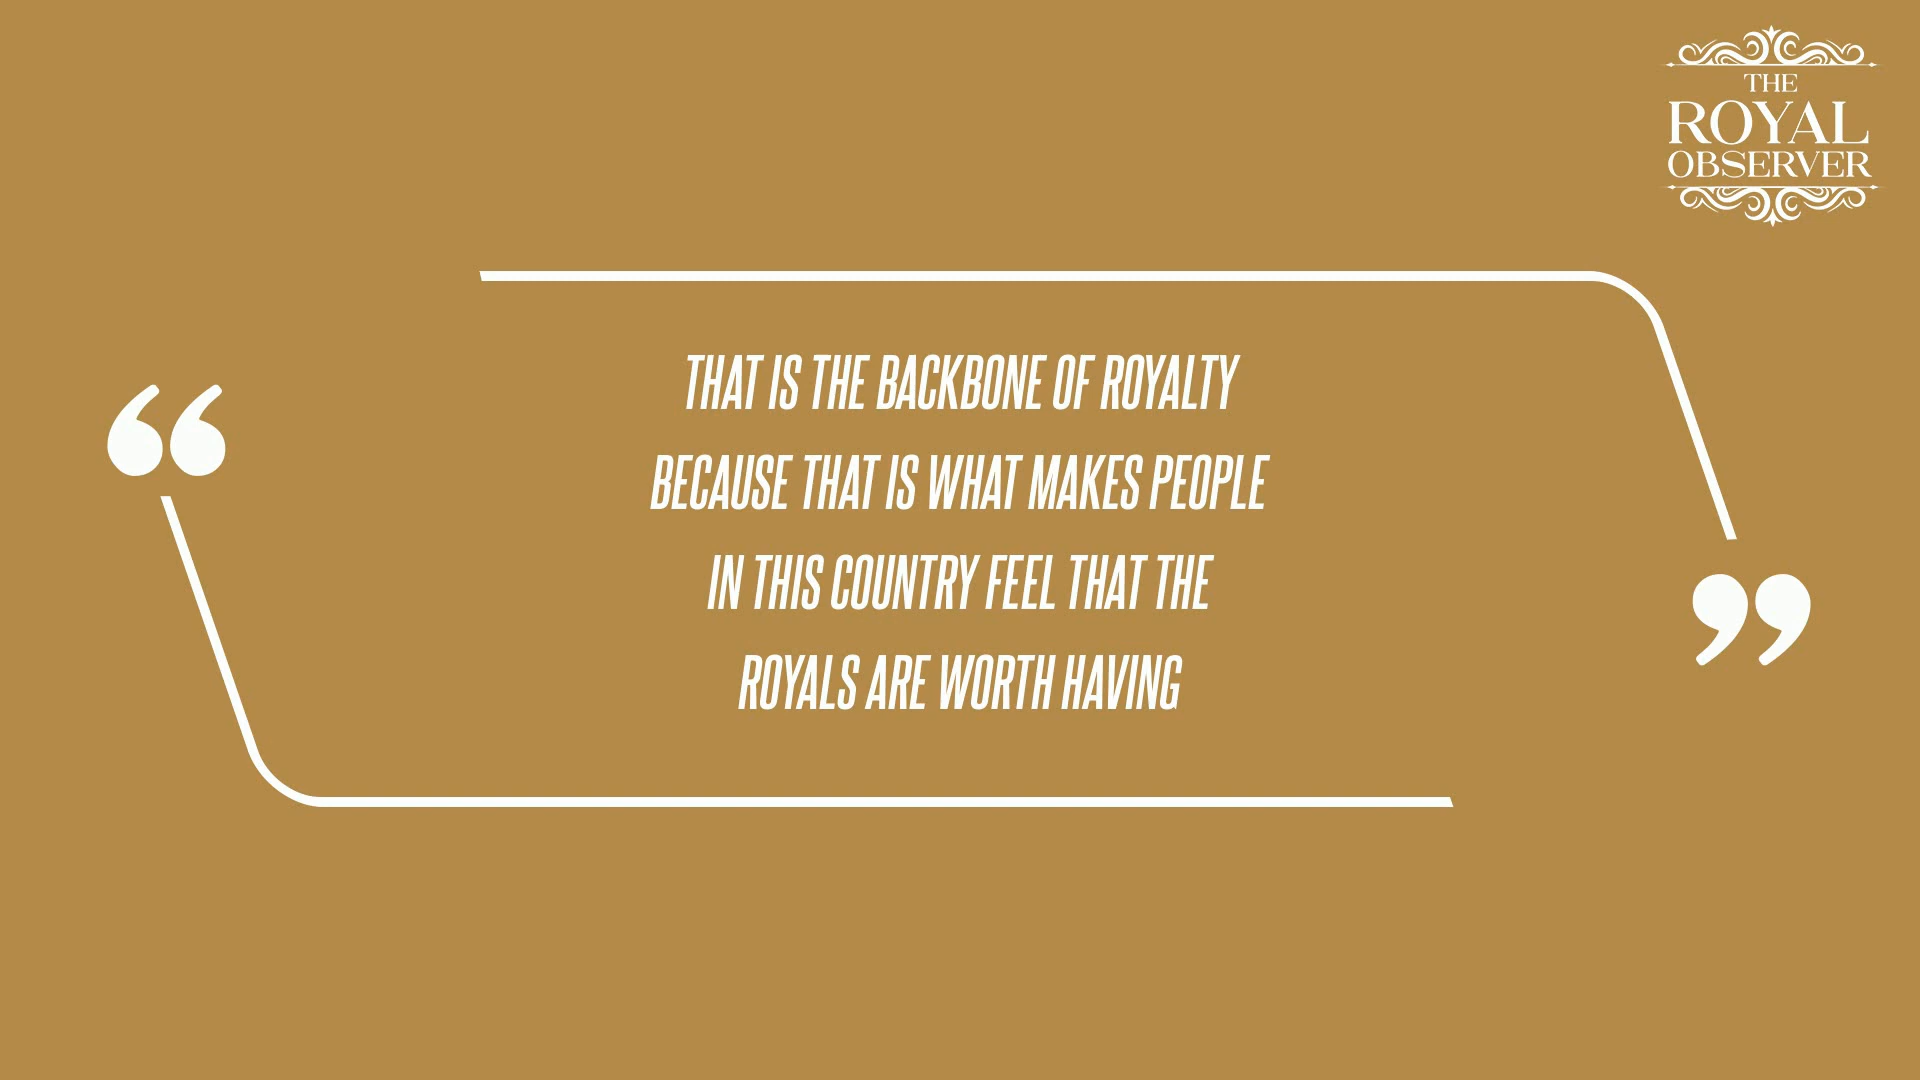 THE
ROYAL
OBSERVER
“
THAT IS THE BACKBONE OF ROYALTY
BECAUSE THAT IS WHAT MAKES PEOPLE
IN THIS COUNTRY FEEL THAT THE
ROYALS ARE WORTH HAVING
”